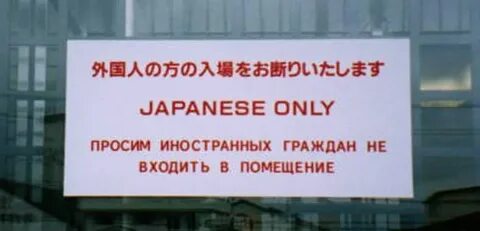 外国人の方の入場をお断りいたします
JAPANESE ONLY
ПРОСИМ ИНОСТРАННЫХ ГРАЖДАН НЕ
ВХОДИТЬ В ПОМЕЩЕНИЕ